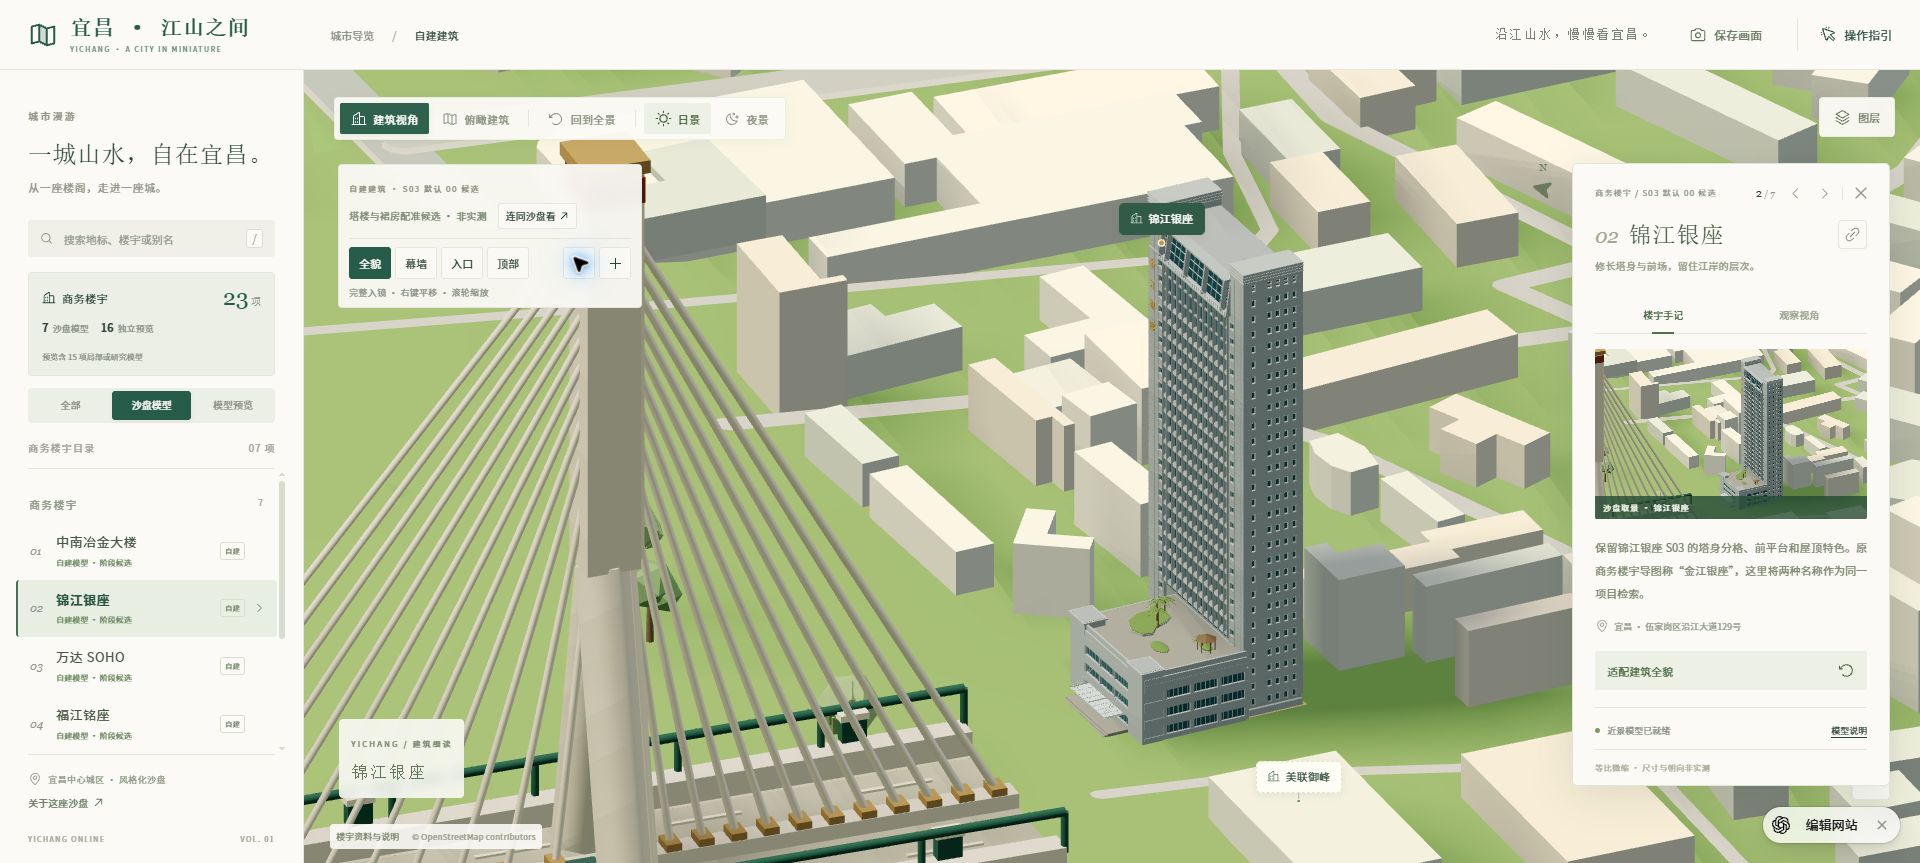 宜昌 · 江山之间
YICHANG · A CITY IN MINIATURE
城市导览 / 自建建筑
沿江山水，慢慢看宜昌。
保存画面
操作指引
城市漫游
一城山水，自在宜昌。
从一座楼阁，走进一座城。
搜索地标、楼宇或别名 /
商务楼宇 23 项
7 沙盘模型 16 独立预览
预览含 15 项局部或研究模型
全部 沙盘模型 模型预览
商务楼宇目录 07 项
商务楼宇 7
01 中南冶金大楼 自建
自建模型 · 阶段候选
02 锦江银座 自建
自建模型 · 阶段候选
03 万达 SOHO 自建
自建模型 · 阶段候选
04 福江铭座 自建
自建模型 · 阶段候选
宜昌中心城区 · 风格化沙盘
关于这座沙盘 ↗
YICHANG ONLINE VOL. 01
建筑视角 俯瞰建筑 回到全景 日景 夜景
自建建筑 · S03 默认 00 候选
塔楼与裙房配准候选 · 非实测 连同沙盘看 ↗
全貌 幕墙 入口 顶部 +
完整入镜 · 右键平移 · 滚轮缩放
锦江银座
美联御峰
N
图层
YICHANG / 建筑细读
锦江银座
楼宇资料与说明 © OpenStreetMap contributors
商务楼宇 / S03 默认 00 候选 2 / 7
02 锦江银座
修长塔身与前场，留住江岸的层次。
楼宇手记 观察视角
沙盘取景 · 锦江银座
保留锦江银座 S03 的塔身分格、前平台和屋顶特色。原
商务楼宇导图称“金江银座”，这里将两种名称作为同一
项目检索。
宜昌 · 伍家岗区沿江大道129号
适配建筑全貌
近景模型已就绪 模型说明
等比微缩 · 尺寸与朝向非实测
编辑网站